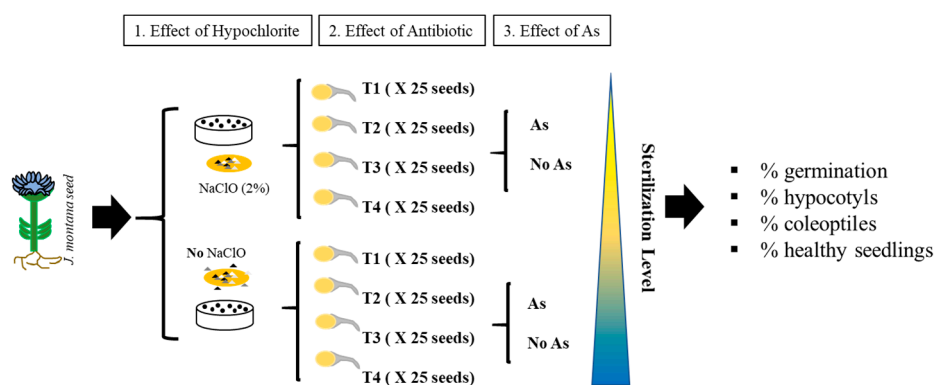 1. Effect of Hypochlorite
2. Effect of Antibiotic
3. Effect of As
J. montana seed
NaClO (2%)
T1 ( X 25 seeds)
T2 ( X 25 seeds)
T3 ( X 25 seeds)
T4 ( X 25 seeds)
As
No As
No NaClO
T1 ( X 25 seeds)
T2 ( X 25 seeds)
T3 ( X 25 seeds)
T4 ( X 25 seeds)
As
No As
Sterilization Level
▪ % germination
▪ % hypocotyls
▪ % coleoptiles
▪ % healthy seedlings